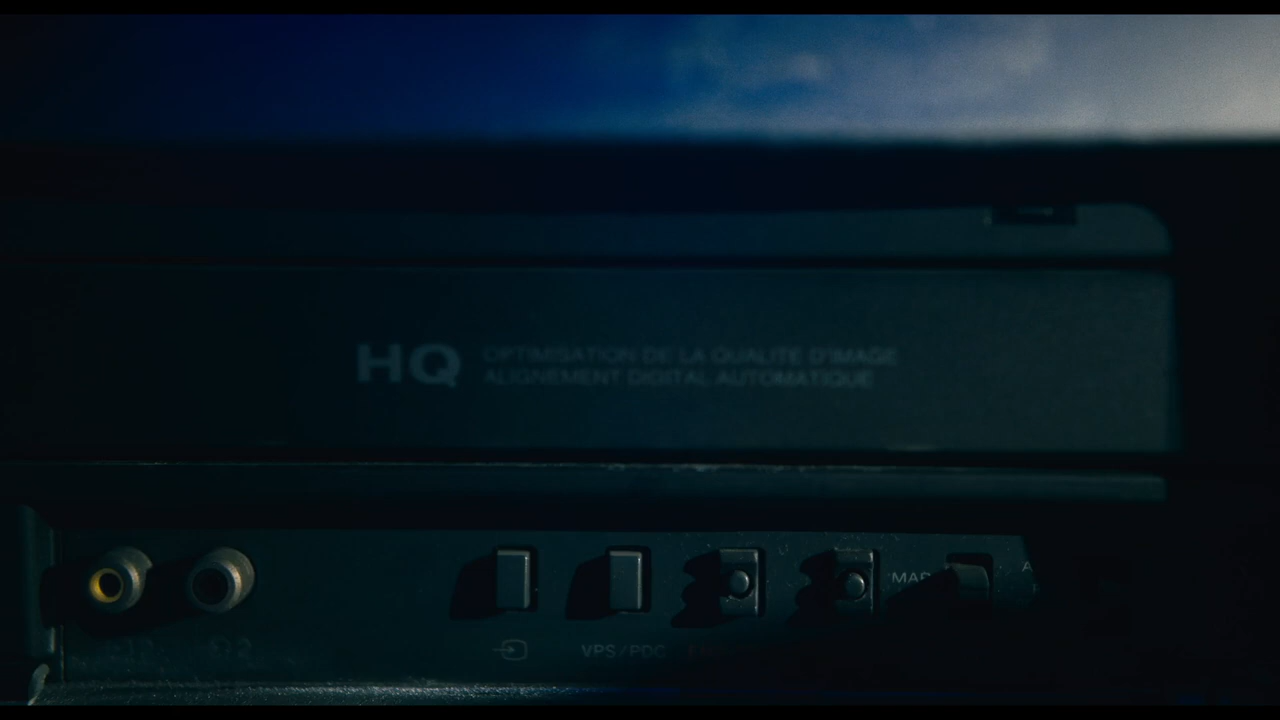 HQ OPTIMISATION DE LA QUALITE D'IMAGE
ALIGNEMENT DIGITAL AUTOMATIQUE
VPS/PDC